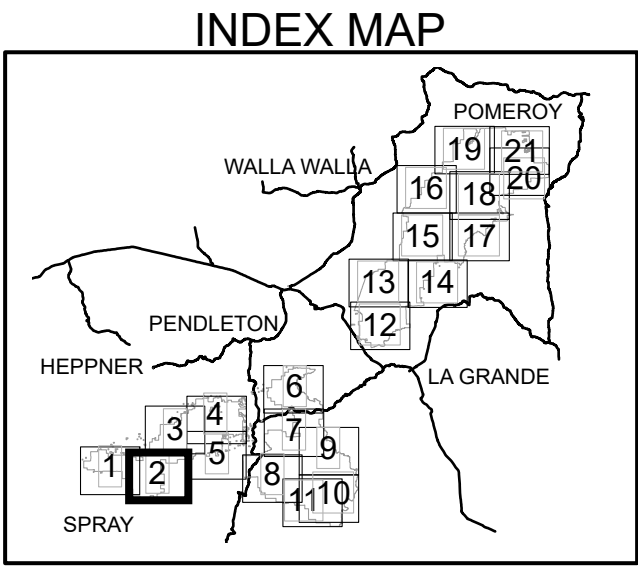 INDEX MAP
POMEROY
19 21
WALLA WALLA
20
16 18
15 17
13 14
PENDLETON
12
HEPPNER
LA GRANDE
6
4
3
7
5
9
1 2
8
11 10
SPRAY